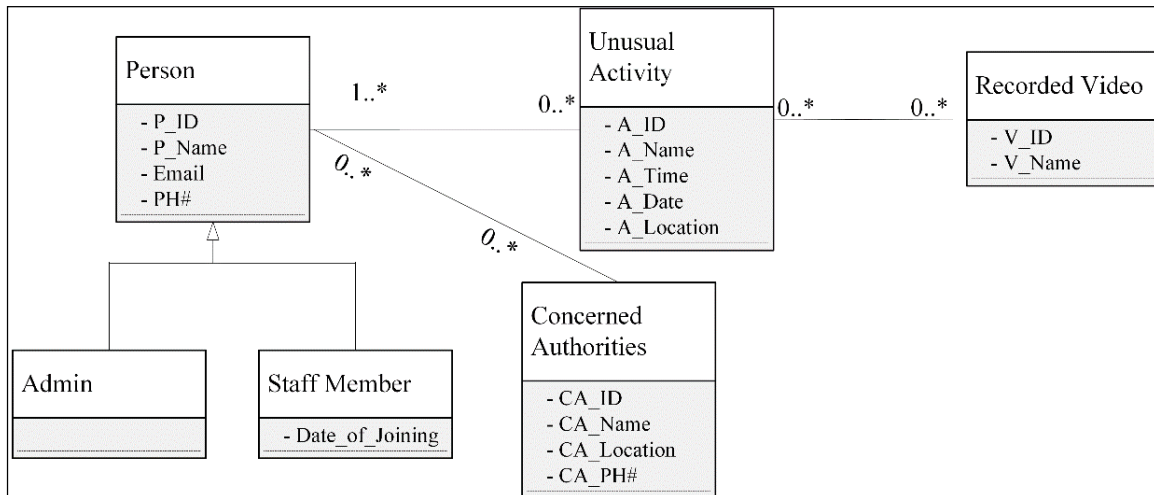 Person
- P_ID
- P_Name
- Email
- PH#
1..*
0..*
Unusual
Activity
- A_ID
- A_Name
- A_Time
- A_Date
- A_Location
0..*
0..*
Recorded Video
- V_ID
- V_Name
0..*
0..*
Concerned
Authorities
- CA_ID
- CA_Name
- CA_Location
- CA_PH#
Admin
Staff Member
- Date_of_Joining